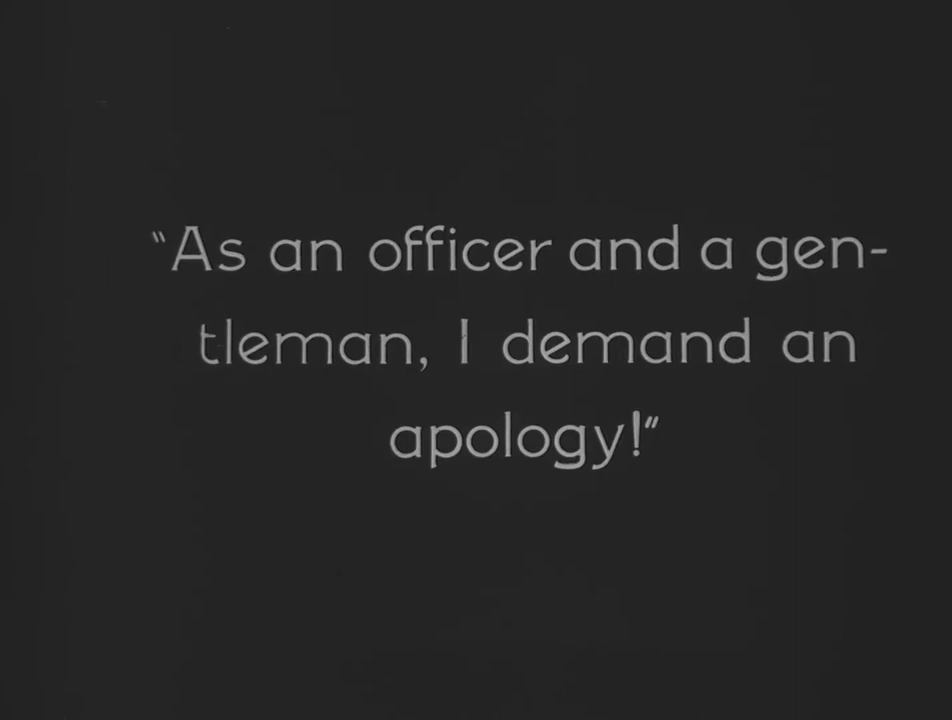 "As an officer and a gen-
tleman, I demand an
apology!"